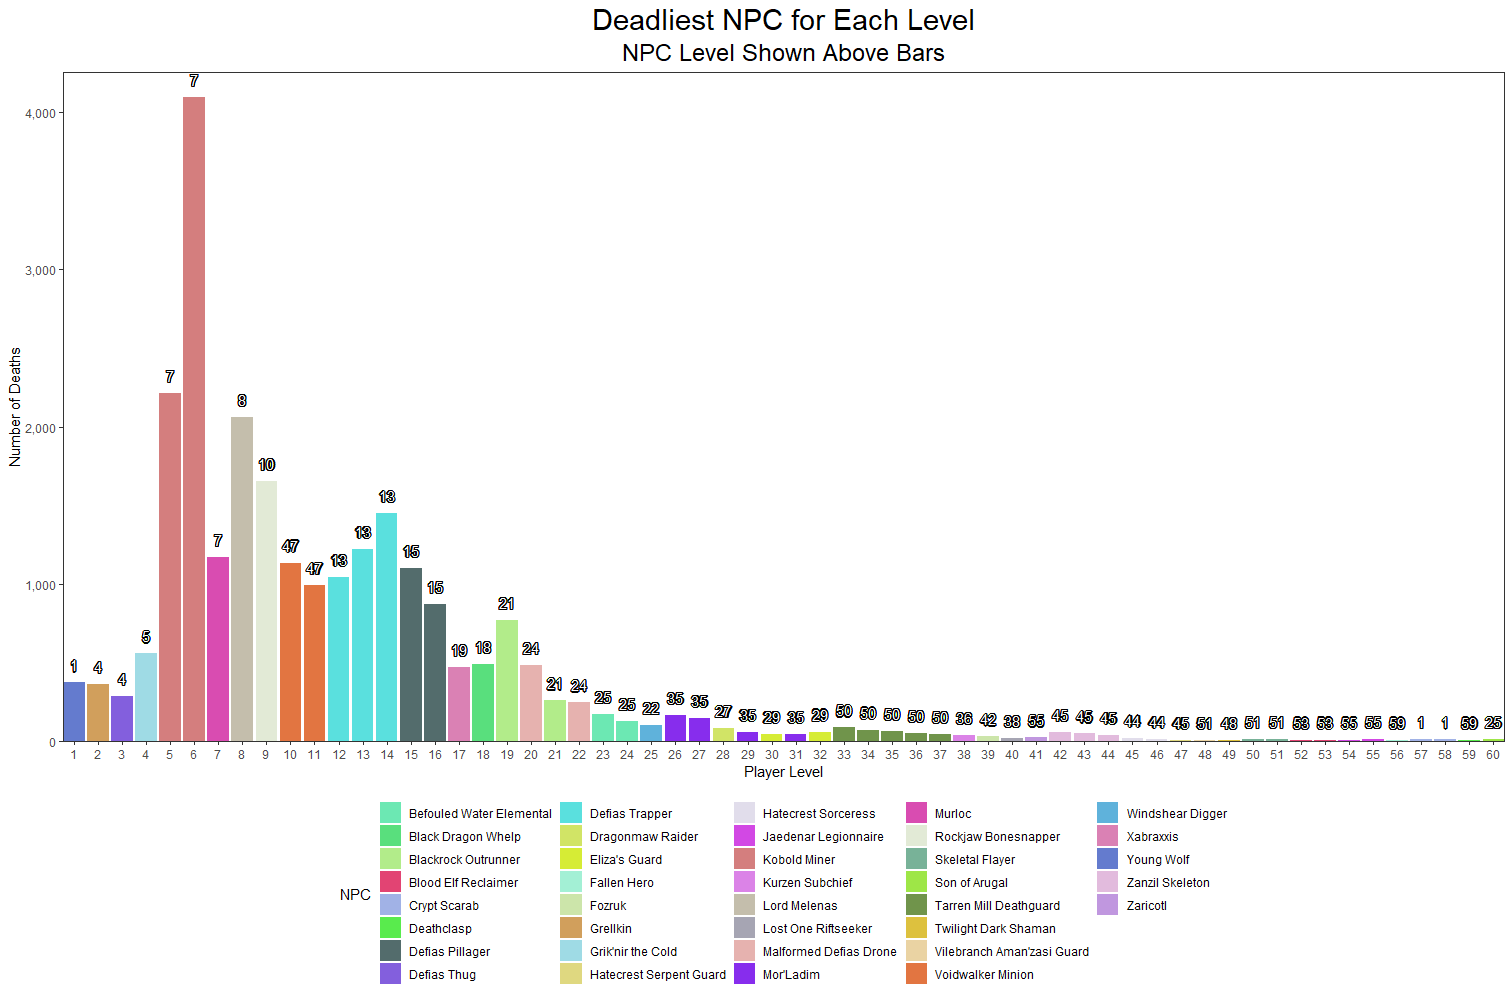 Deadliest NPC for Each Level
NPC Level Shown Above Bars
Number of Deaths
4,000
3,000
2,000
1,000
0
1 4 4 5 7 7 7 8 10 47 47 13 13 13 15 15 19 18 21 24 21 24 25 25 22 35 35 27 35 29 35 29 50 50 50 50 50 36 42 38 55 45 45 45 44 44 45 51 48 51 51 53 53 55 55 59 1 1 59 25
1 2 3 4 5 6 7 8 9 10 11 12 13 14 15 16 17 18 19 20 21 22 23 24 25 26 27 28 29 30 31 32 33 34 35 36 37 38 39 40 41 42 43 44 45 46 47 48 49 50 51 52 53 54 55 56 57 58 59 60
Player Level
NPC
Befouled Water Elemental
Black Dragon Whelp
Blackrock Outrunner
Blood Elf Reclaimer
Crypt Scarab
Deathclasp
Defias Pillager
Defias Thug
Defias Trapper
Dragonmaw Raider
Eliza's Guard
Fallen Hero
Fozruk
Grellkin
Grik'nir the Cold
Hatecrest Serpent Guard
Hatecrest Sorceress
Jaedenar Legionnaire
Kobold Miner
Kurzen Subchief
Lord Melenas
Lost One Riftseeker
Malformed Defias Drone
Mor'Ladim
Murloc
Rockjaw Bonesnapper
Skeletal Flayer
Son of Arugal
Tarren Mill Deathguard
Twilight Dark Shaman
Vilebranch Aman'zasi Guard
Voidwalker Minion
Windshear Digger
Xabraxxis
Young Wolf
Zanzil Skeleton
Zaricotl